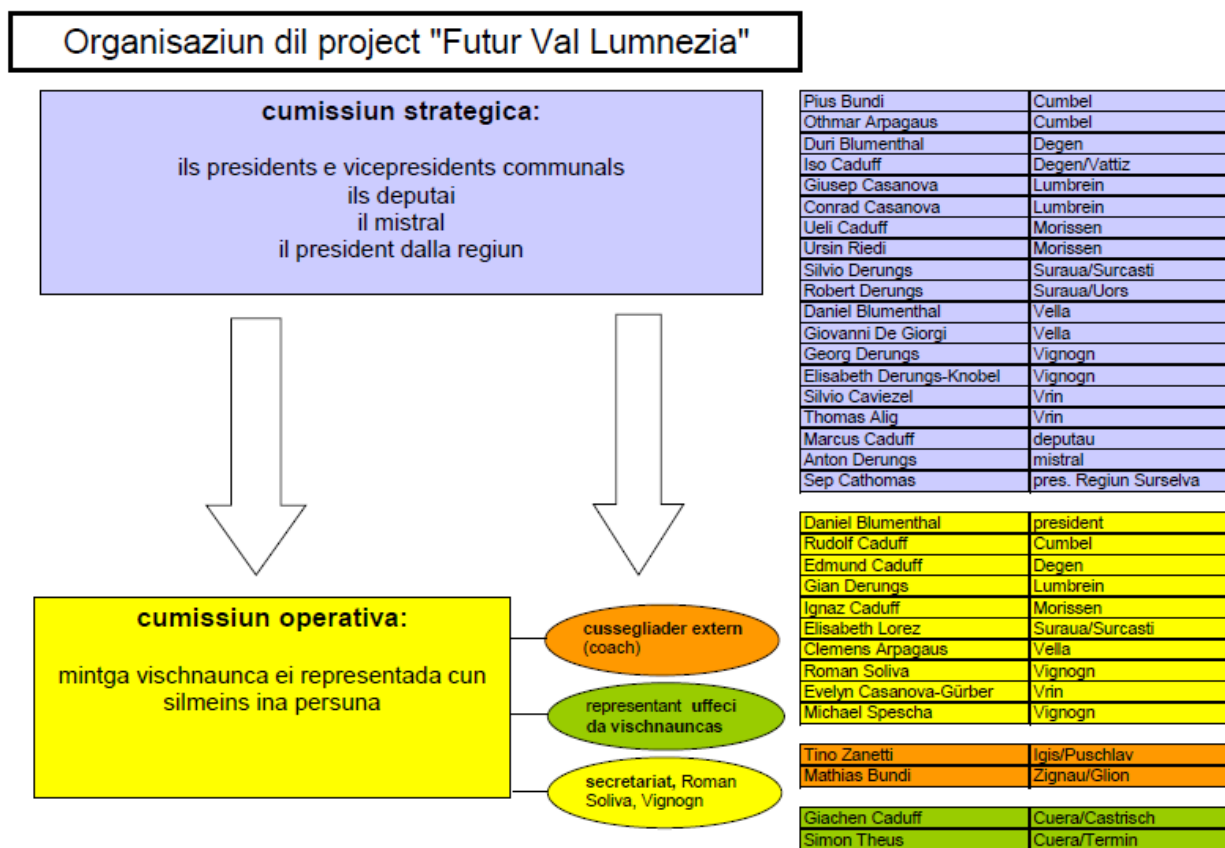 Organisaziun dil project "Futur Val Lumnezia"
cumissiun strategica:
ils presidents e vicepresidents communals
ils deputai
il mistral
il president dalla regiun
cumissiun operativa:
mintga vischnaunca ei representada cun
silmeins ina persuna
cussegliader extern
(coach)
representant uffeci
da vischnauncas
secretariat, Roman
Soliva, Vignogn
Pius Bundi Cumbel
Othmar Arpagaus Cumbel
Duri Blumenthal Degen
Iso Caduff Degen/Vattiz
Giusep Casanova Lumbrein
Conrad Casanova Lumbrein
Ueli Caduff Morissen
Ursin Riedi Morissen
Silvio Derungs Suraua/Surcasti
Robert Derungs Suraua/Uors
Daniel Blumenthal Vella
Giovanni De Giorgi Vella
Georg Derungs Vignogn
Elisabeth Derungs-Knobel Vignogn
Silvio Caviezel Vrin
Thomas Alig Vrin
Marcus Caduff deputau
Anton Derungs mistral
Sep Cathomas pres. Regiun Surselva
Daniel Blumenthal president
Rudolf Caduff Cumbel
Edmund Caduff Degen
Gian Derungs Lumbrein
Ignaz Caduff Morissen
Elisabeth Lorez Suraua/Surcasti
Clemens Arpagaus Vella
Roman Soliva Vignogn
Evelyn Casanova-Gürber Vrin
Michael Spescha Vignogn
Tino Zanetti Igis/Puschlav
Mathias Bundi Zignau/Glion
Giachen Caduff Cuera/Castrisch
Simon Theus Cuera/Termin